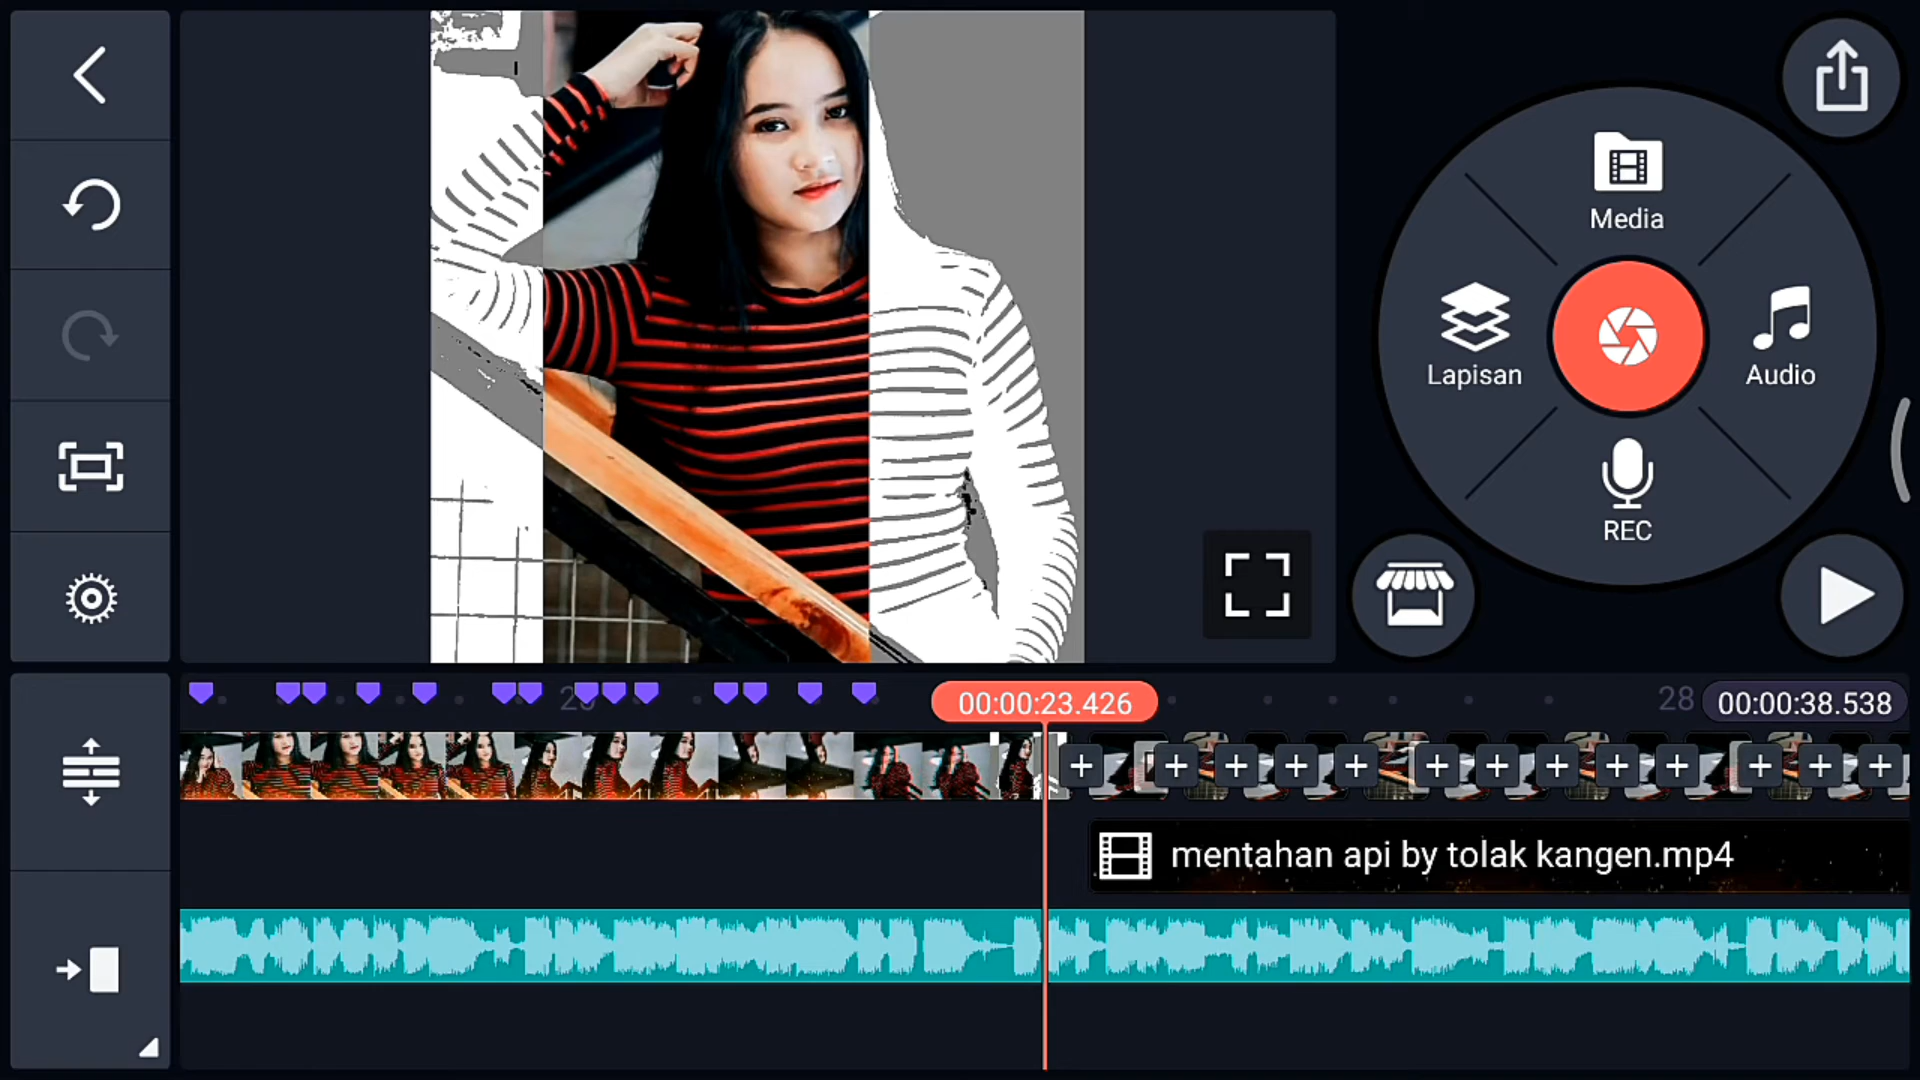 Media
Lapisan
Audio
REC
00:00:23.426
28
00:00:38.538
mentahan api by tolak kangen.mp4